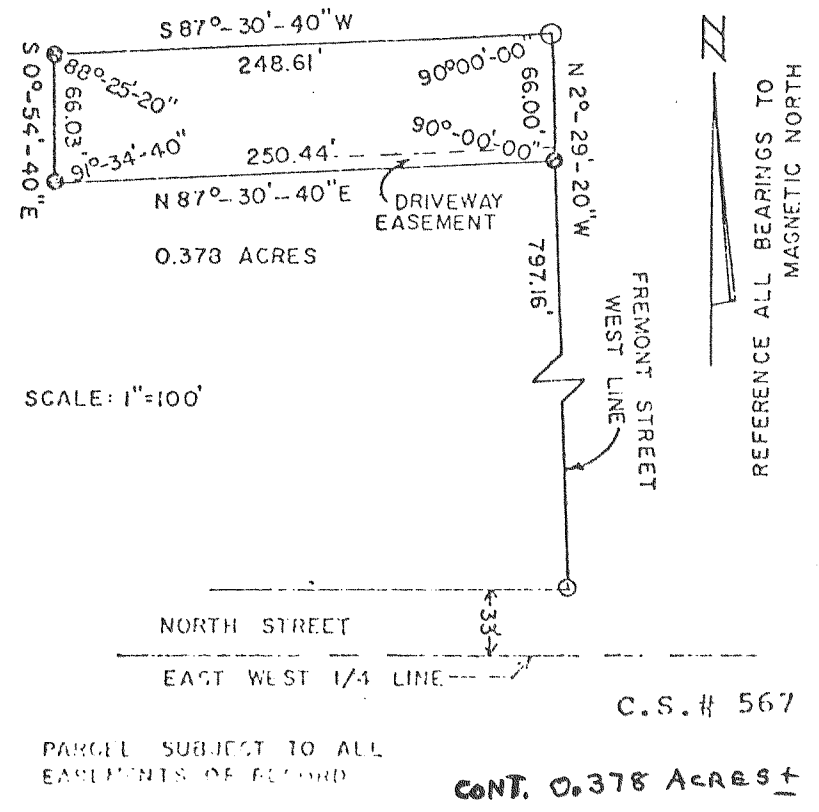 S 87°-30'-40" W
248.61'
S 0°-54'-40" E
66.03'
88°-25'-20"
91°-34'-40"
90°00'-00"
66.00'
90°-00'-00"
N 2°-29'-20" W
250.44'
N 87°-30'-40" E
DRIVEWAY
EASEMENT
0.378 ACRES
797.16'
FREMONT STREET
WEST LINE
N
REFERENCE ALL BEARINGS TO
MAGNETIC NORTH
SCALE: 1"=100'
NORTH STREET
33'
EAST WEST 1/4 LINE
C.S.# 567
PARCEL SUBJECT TO ALL
EASEMENTS OF RECORD
CONT. 0.378 ACRES ±